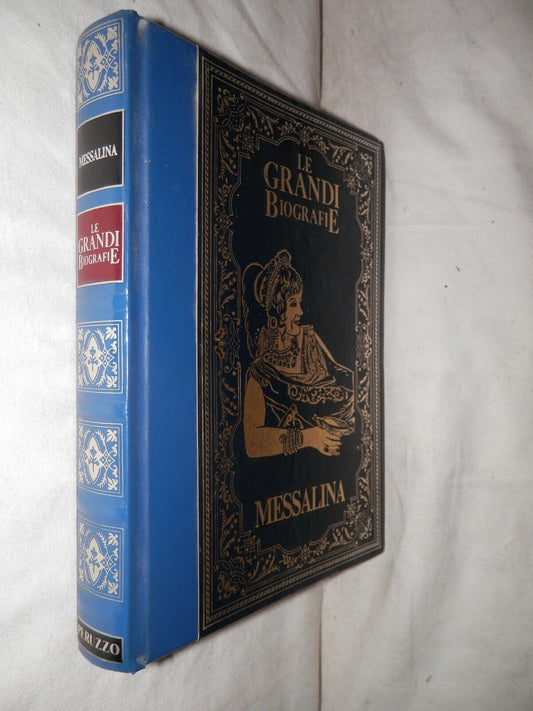 MESSALINA
LE
GRANDI
BIOGRAFIE
PERUZZO
LE
GRANDI
BIOGRAFIE
MESSALINA